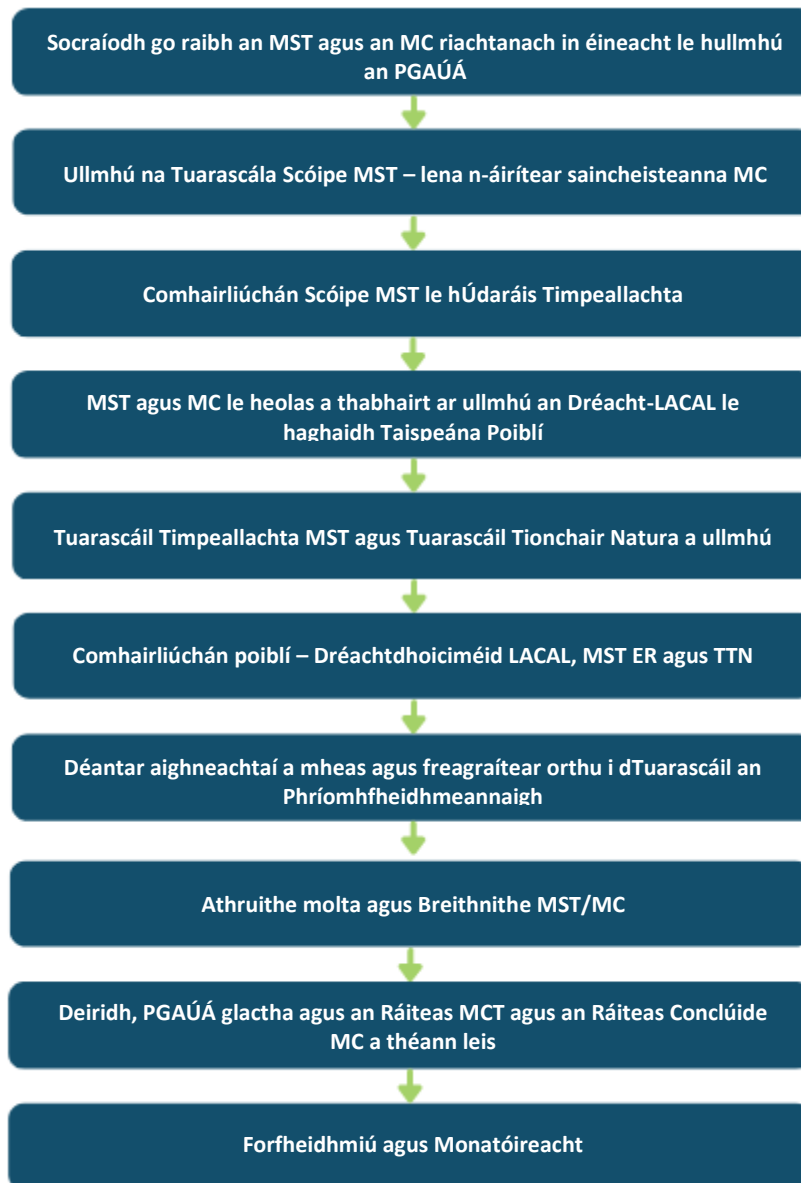 Socraíodh go raibh an MST agus an MC riachtanach in éineacht le hullmhú
an PGAÚÁ
Ullmhú na Tuarascála Scóipe MST – lena n-áirítear saincheisteanna MC
Comhairliúchán Scóipe MST le hÚdaráis Timpeallachta
MST agus MC le heolas a thabhairt ar ullmhú an Dréacht-LACAL le
haghaidh Taispeána Poiblí
Tuarascáil Timpeallachta MST agus Tuarascáil Tionchair Natura a ullmhú
Comhairliúchán poiblí – Dréachtdhoiciméid LACAL, MST ER agus TTN
Déantar aighneachtaí a mheas agus freagraítear orthu i dTuarascáil an
Phríomhfheidhmeannaigh
Athruithe molta agus Breithnithe MST/MC
Deiridh, PGAÚÁ glactha agus an Ráiteas MCT agus an Ráiteas Conclúide
MC a théann leis
Forfheidhmiú agus Monatóireacht